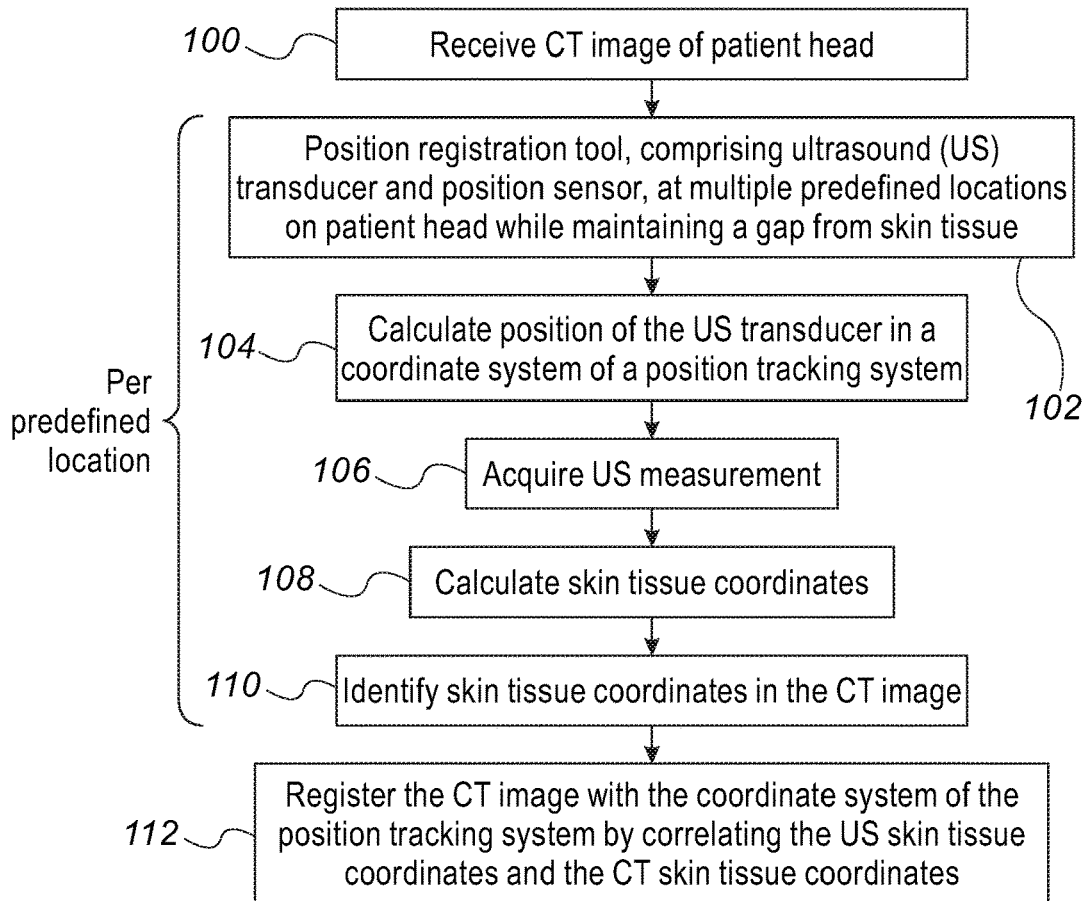 100
Receive CT image of patient head
Position registration tool, comprising ultrasound (US)
transducer and position sensor, at multiple predefined locations
on patient head while maintaining a gap from skin tissue
102
Per
predefined
location
104
Calculate position of the US transducer in a
coordinate system of a position tracking system
106
Acquire US measurement
108
Calculate skin tissue coordinates
110
Identify skin tissue coordinates in the CT image
112
Register the CT image with the coordinate system of the
position tracking system by correlating the US skin tissue
coordinates and the CT skin tissue coordinates